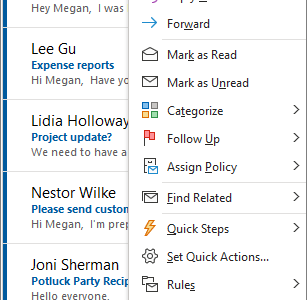 Hey Megan, I was
Lee Gu
Expense reports
Hi Megan, Have yo
Lidia Holloway
Project update?
We need to have a
Nestor Wilke
Please send custom
Hi Megan, I'm prep
Joni Sherman
Potluck Party Recip
Hello everyone.
Forward
Mark as Read
Mark as Unread
Categorize
Follow Up
Assign Policy
Find Related
Quick Steps
Set Quick Actions...
Rules